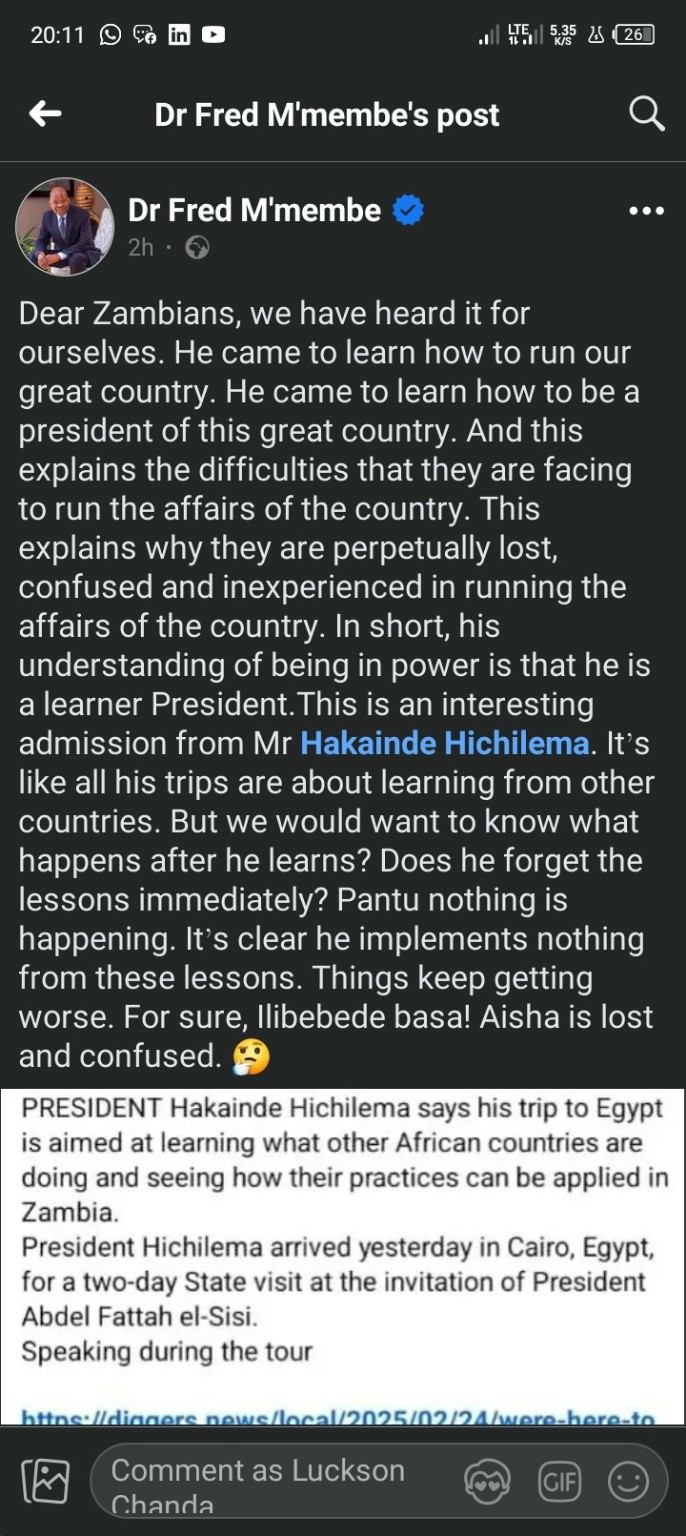 20:11
LTE 5.35 K/S 26
Dr Fred M'membe's post
Dr Fred M'membe
2h ·
Dear Zambians, we have heard it for
ourselves. He came to learn how to run our
great country. He came to learn how to be a
president of this great country. And this
explains the difficulties that they are facing
to run the affairs of the country. This
explains why they are perpetually lost,
confused and inexperienced in running the
affairs of the country. In short, his
understanding of being in power is that he is
a learner President.This is an interesting
admission from Mr Hakainde Hichilema. It’s
like all his trips are about learning from other
countries. But we would want to know what
happens after he learns? Does he forget the
lessons immediately? Pantu nothing is
happening. It’s clear he implements nothing
from these lessons. Things keep getting
worse. For sure, Ilibebede basa! Aisha is lost
and confused. 🤔
PRESIDENT Hakainde Hichilema says his trip to Egypt
is aimed at learning what other African countries are
doing and seeing how their practices can be applied in
Zambia.
President Hichilema arrived yesterday in Cairo, Egypt,
for a two-day State visit at the invitation of President
Abdel Fattah el-Sisi.
Speaking during the tour
https://diggers.news/local/2025/02/24/were-here-to
Comment as Luckson
Chanda
GIF